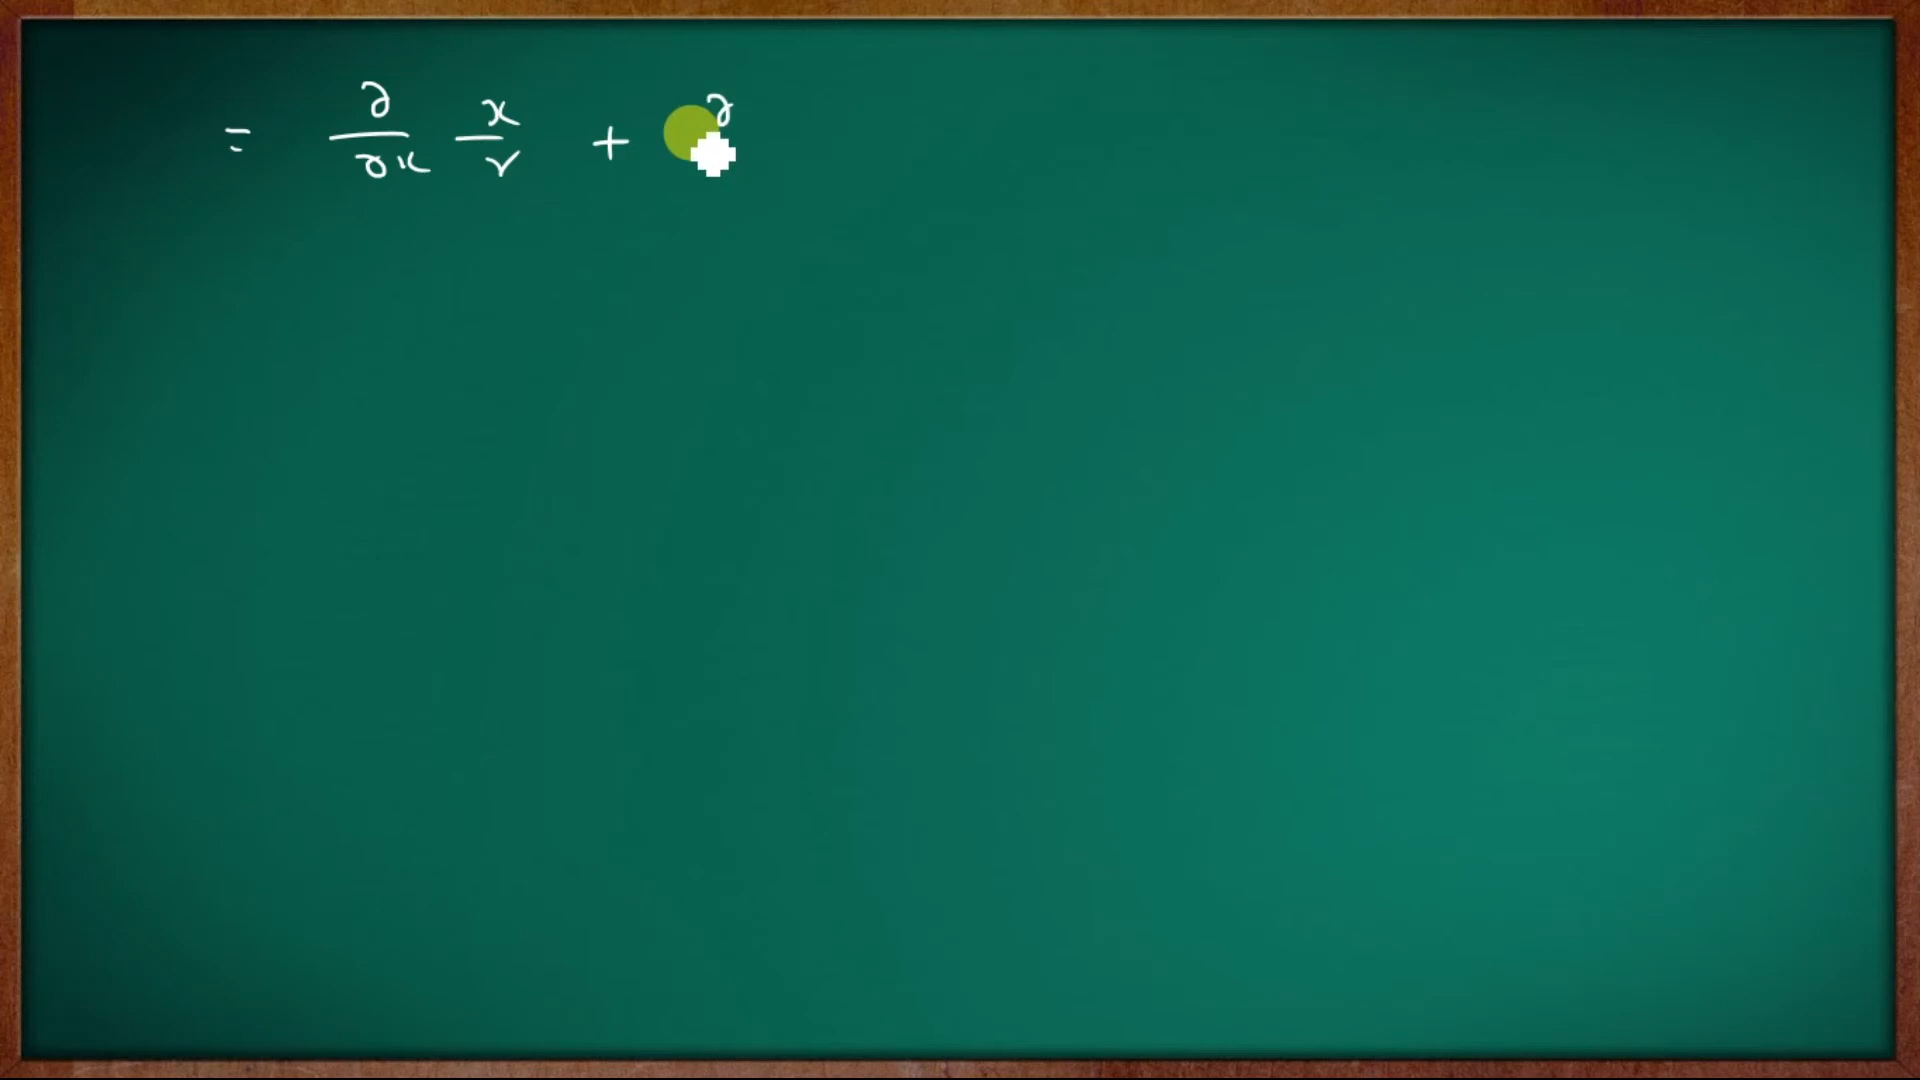 = ∂/∂x x/r + ∂